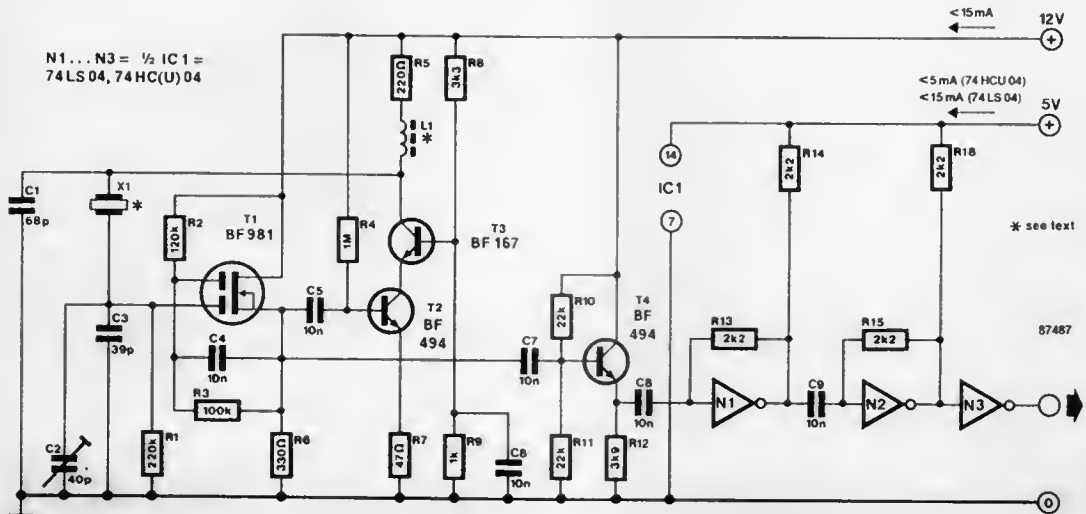 N1...N3 = ½ IC1 =
74LS04, 74HC(U)04
<15mA
12V
+
<5mA (74HCU04)
<15mA (74LS04)
5V
+
R5
220Ω
R8
3k3
L1
*
14
IC1
7
R14
2k2
R18
2k2
* see text
C1
68p
X1
*
R2
120k
T1
BF981
R4
1M
T3
BF167
C5
10n
T2
BF
494
R10
22k
T4
BF
494
R13
2k2
R15
2k2
87487
C3
39p
C4
10n
R3
100k
C7
10n
C8
10n
N1
C9
10n
N2
N3
C2
40p
R1
220k
R6
330Ω
R7
47Ω
R9
1k
C6
10n
R11
22k
R12
3k9
0